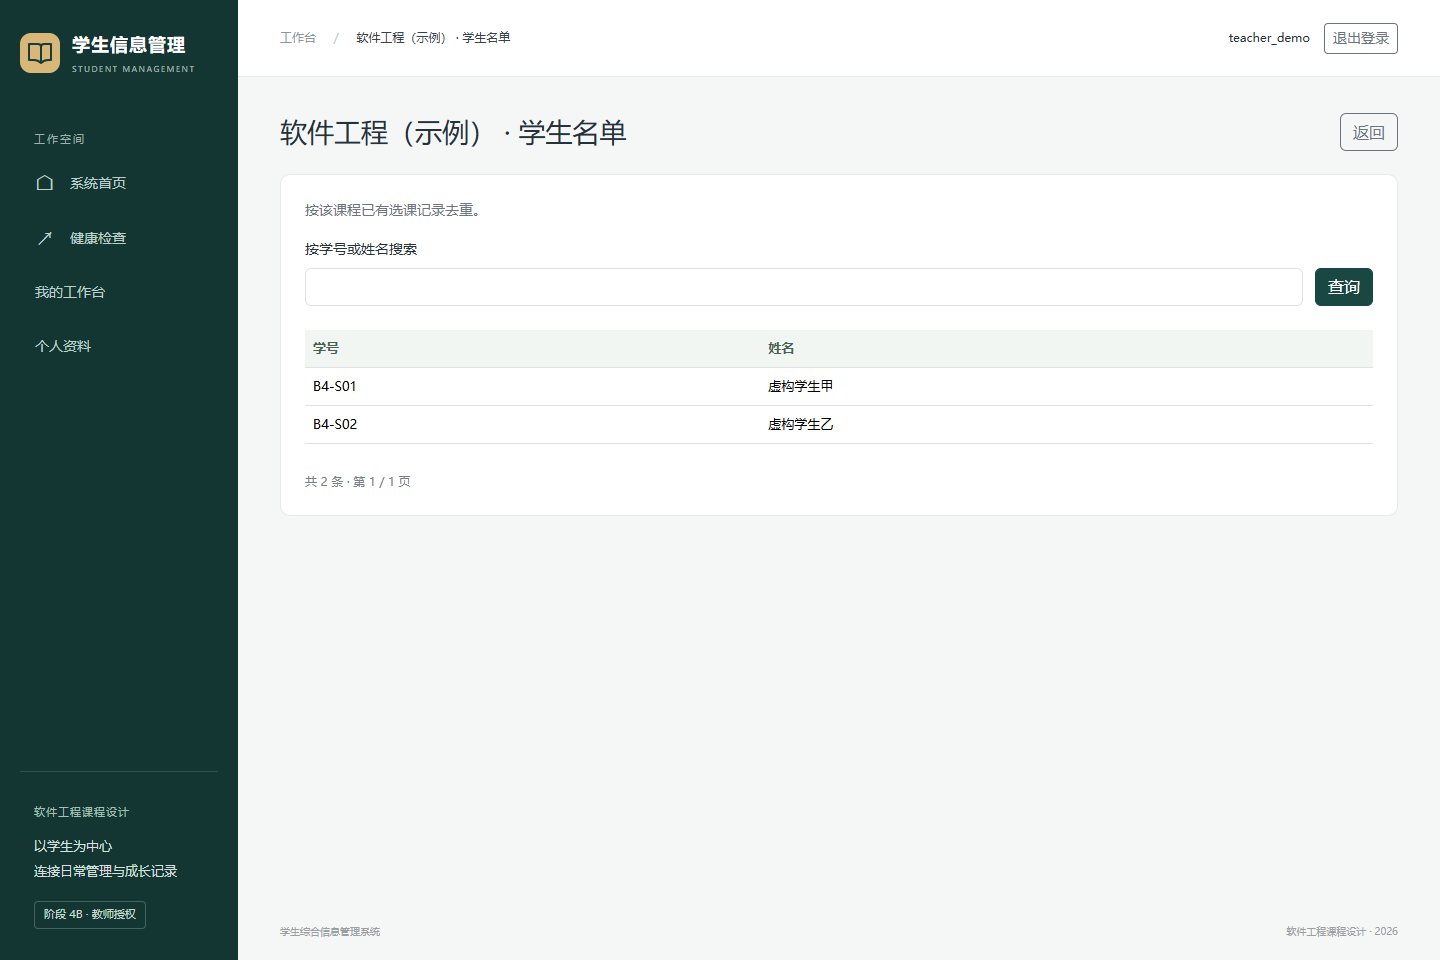 学生信息管理
STUDENT MANAGEMENT
工作空间
系统首页
健康检查
我的工作台
个人资料
软件工程课程设计
以学生为中心
连接日常管理与成长记录
阶段 4B · 教师授权
工作台 / 软件工程（示例） · 学生名单
teacher_demo 退出登录
软件工程（示例） · 学生名单
返回
按该课程已有选课记录去重。
按学号或姓名搜索
查询
学号 姓名
B4-S01 虚构学生甲
B4-S02 虚构学生乙
共 2 条 · 第 1 / 1 页
学生综合信息管理系统
软件工程课程设计 · 2026